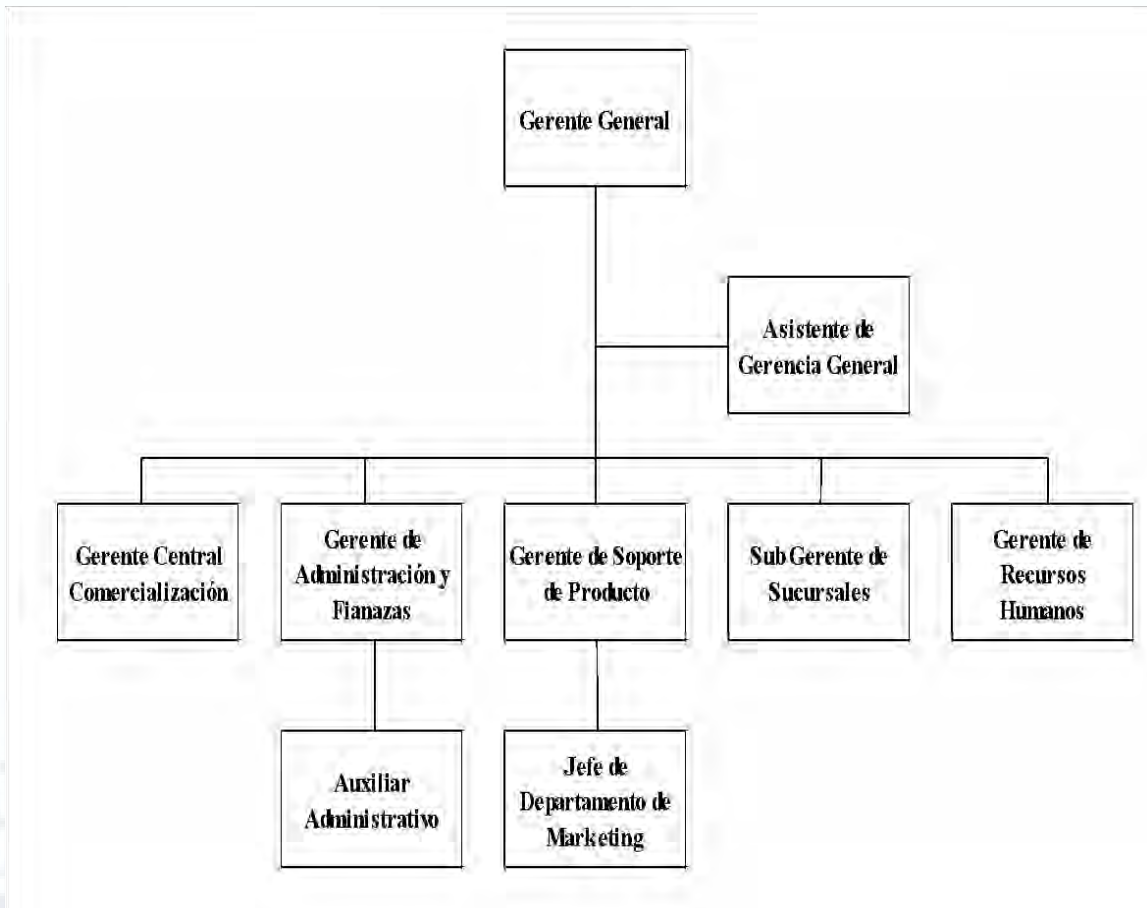 Gerente General
Asistente de
Gerencia General
Gerente Central
Comercialización
Gerente de
Administración y
Fianazas
Gerente de Soporte
de Producto
Sub Gerente de
Sucursales
Gerente de
Recursos
Humanos
Auxiliar
Administrativo
Jefe de
Departamento de
Marketing